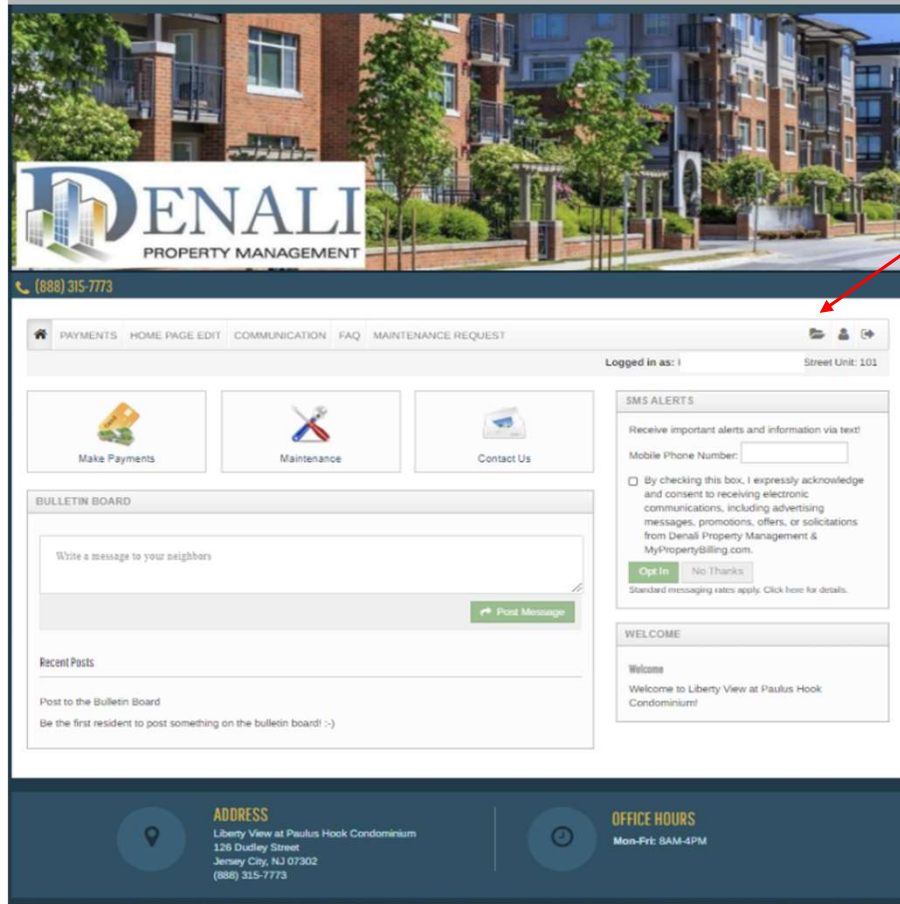 DENALI
PROPERTY MANAGEMENT
(888) 315-7773
PAYMENTS HOME PAGE EDIT COMMUNICATION FAQ MAINTENANCE REQUEST
Logged in as: Street Unit: 101
Make Payments
Maintenance
Contact Us
BULLETIN BOARD
Write a message to your neighbors
Post Message
Recent Posts
Post to the Bulletin Board
Be the first resident to post something on the bulletin board! :-)
SMS ALERTS
Receive important alerts and information via text!
Mobile Phone Number:
By checking this box, I expressly acknowledge
and consent to receiving electronic
communications, including advertising
messages, promotions, offers, or solicitations
from Denali Property Management &
MyPropertyBilling.com.
Opt In No Thanks
Standard messaging rates apply. Click here for details.
WELCOME
Welcome
Welcome to Liberty View at Paulus Hook
Condominium!
ADDRESS
Liberty View at Paulus Hook Condominium
126 Dudley Street
Jersey City, NJ 07302
(888) 315-7773
OFFICE HOURS
Mon-Fri: 8AM-4PM